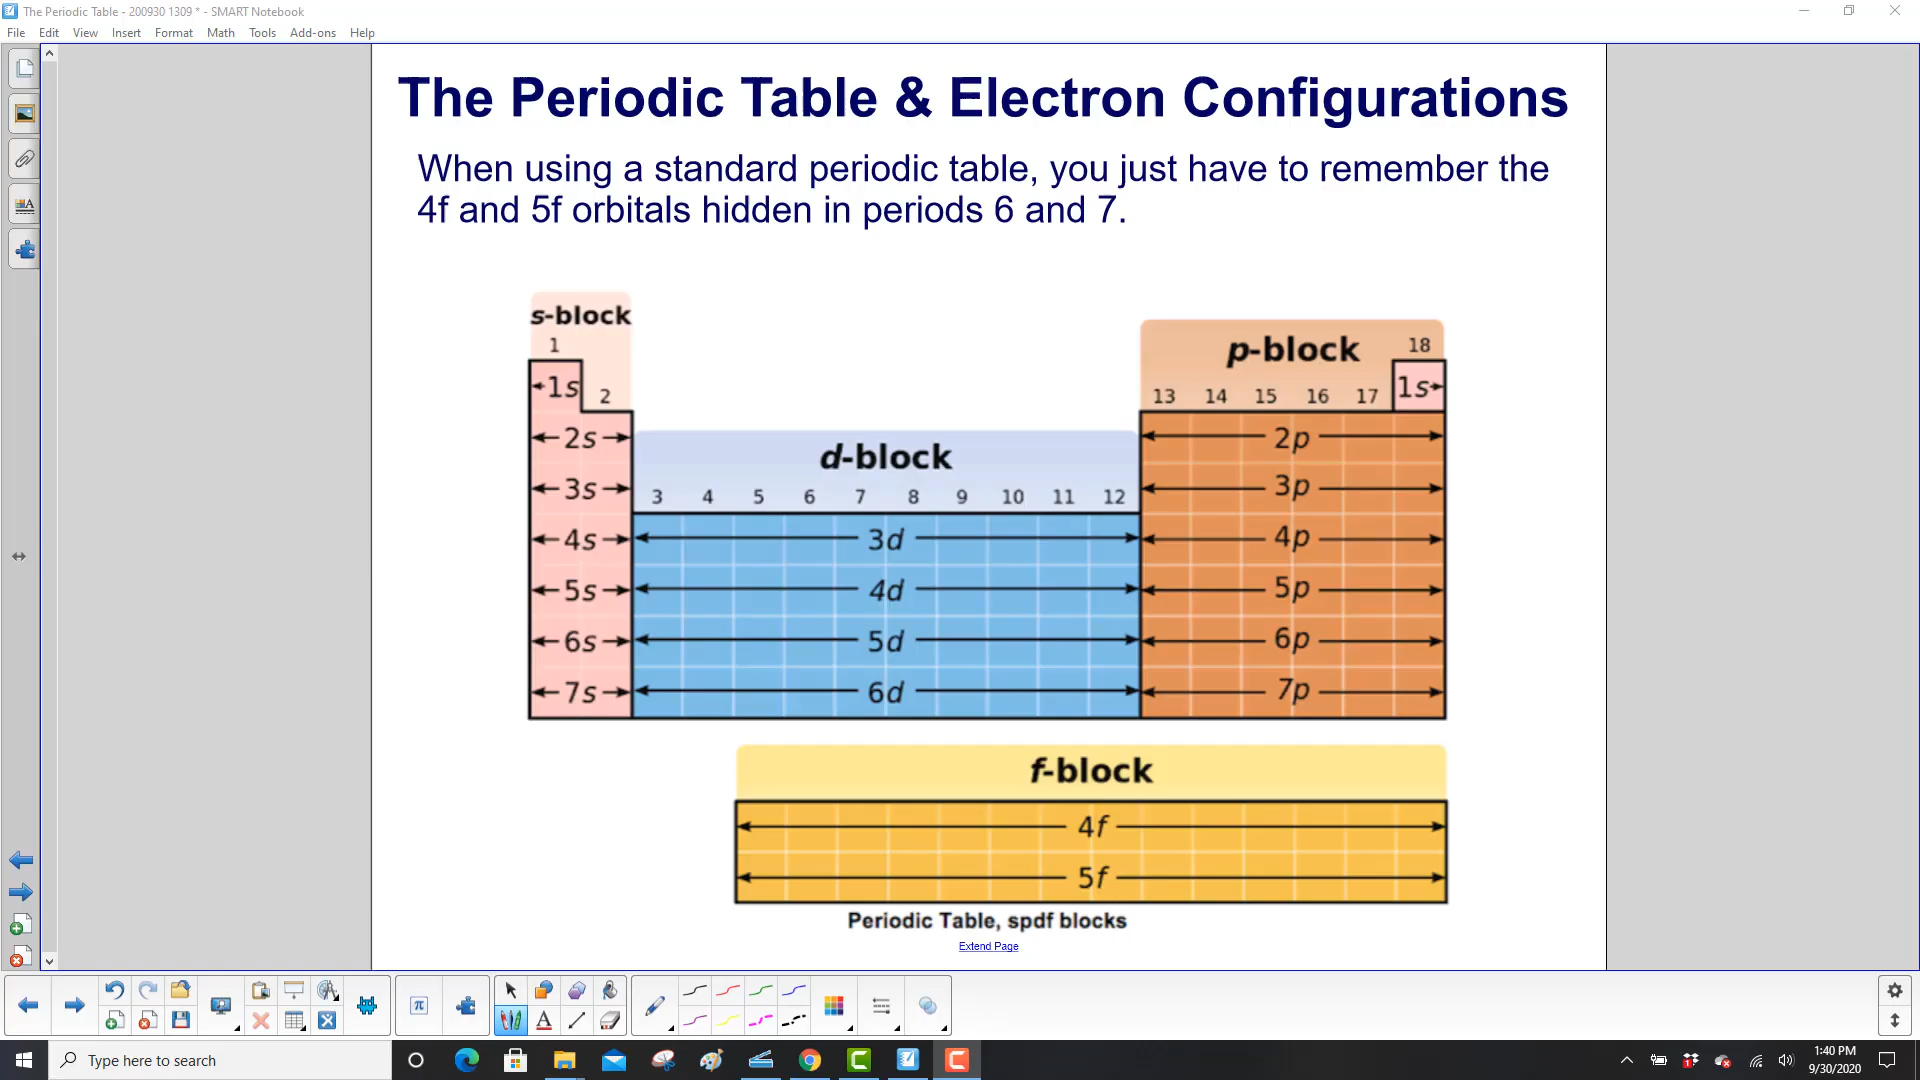 The Periodic Table - 200930 1309 * - SMART Notebook
File Edit View Insert Format Math Tools Add-ons Help
The Periodic Table & Electron Configurations
When using a standard periodic table, you just have to remember the
4f and 5f orbitals hidden in periods 6 and 7.
s-block
1
p-block 18
1s 2 13 14 15 16 17 1s
2s 2p
d-block
3s 3 4 5 6 7 8 9 10 11 12 3p
4s 3d 4p
5s 4d 5p
6s 5d 6p
7s 6d 7p
f-block
4f
5f
Periodic Table, spdf blocks
Extend Page
π
A
Type here to search
1:40 PM
9/30/2020